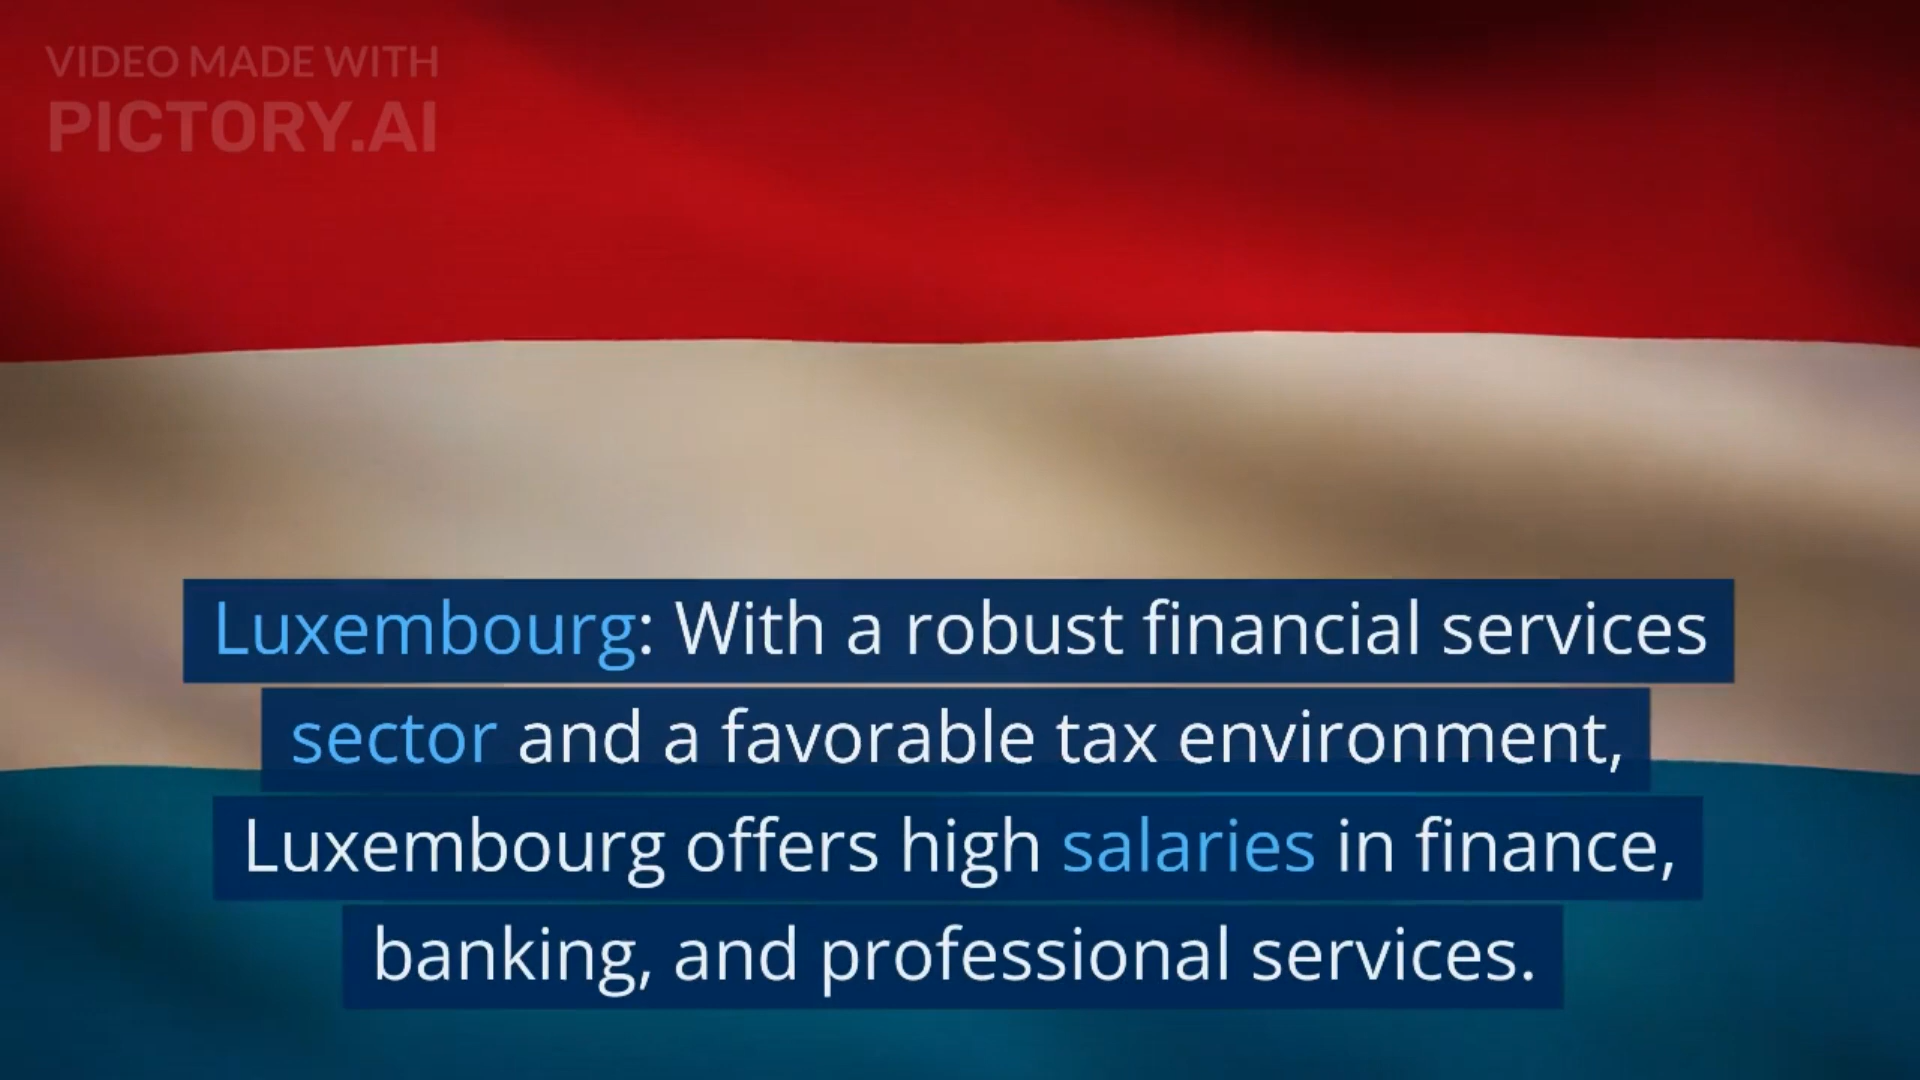 VIDEO MADE WITH
PICTORY.AI
Luxembourg: With a robust financial services
sector and a favorable tax environment,
Luxembourg offers high salaries in finance,
banking, and professional services.